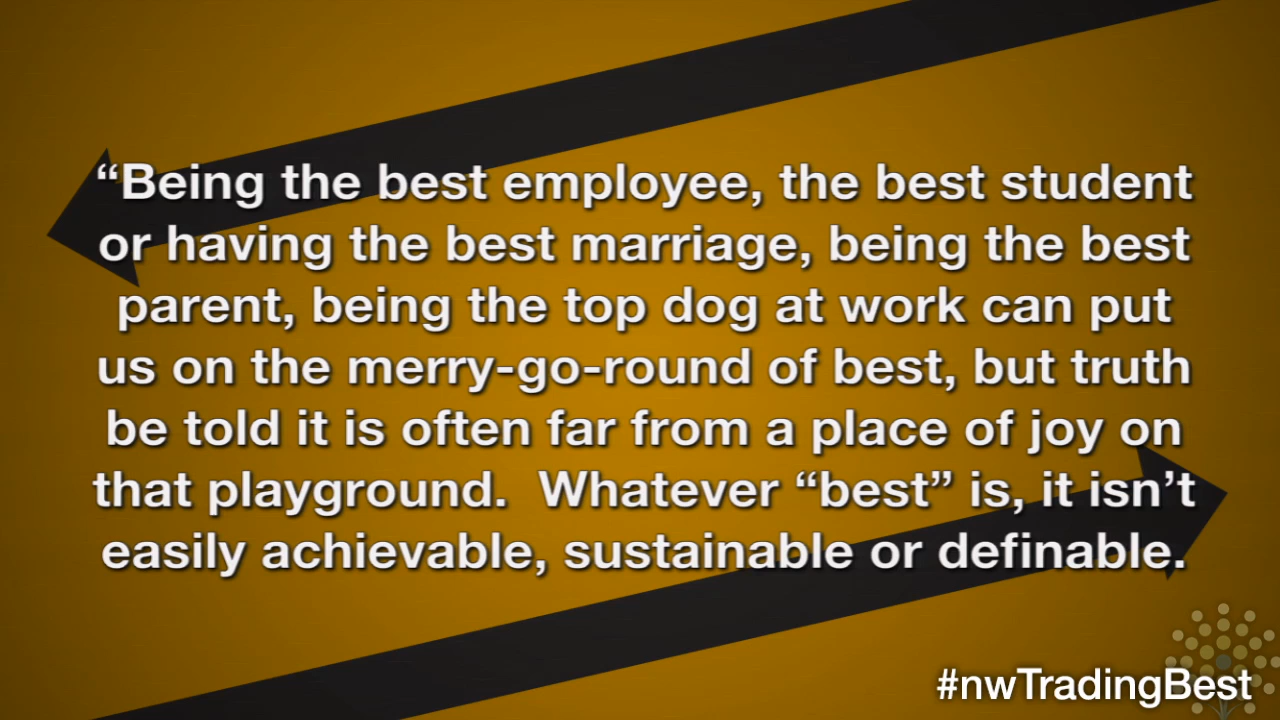 “Being the best employee, the best student
or having the best marriage, being the best
parent, being the top dog at work can put
us on the merry-go-round of best, but truth
be told it is often far from a place of joy on
that playground.  Whatever “best” is, it isn’t
easily achievable, sustainable or definable.
#nwTradingBest